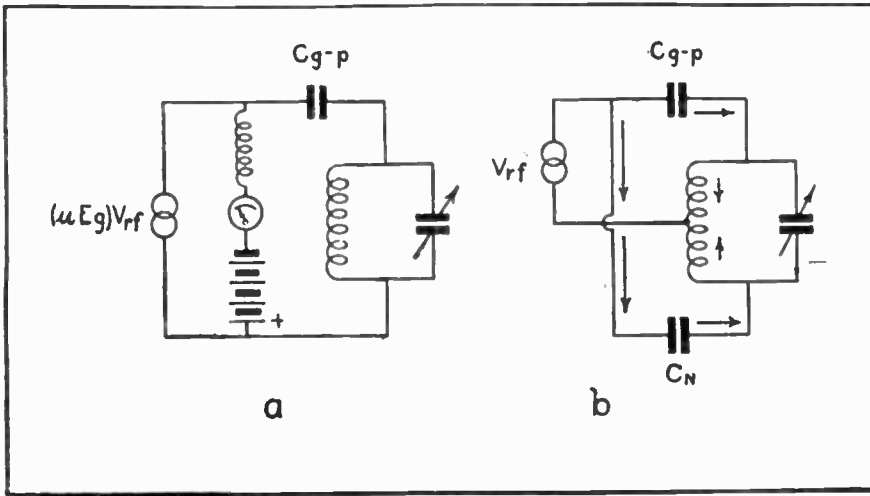 Cg-p
(μEg)Vrf
+
a
Cg-p
Vrf
CN
b